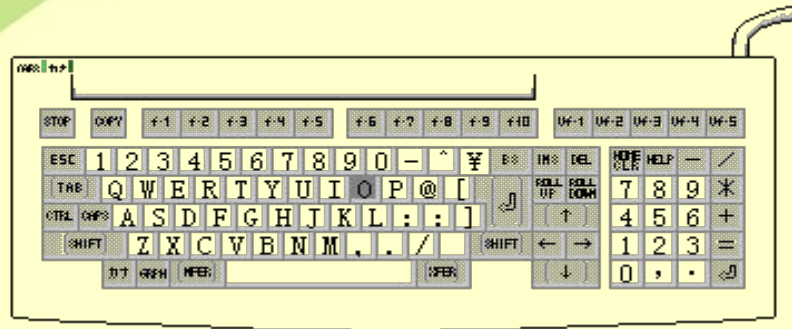 CAPS カナ
STOP COPY f・1 f・2 f・3 f・4 f・5 f・6 f・7 f・8 f・9 f・10 Vf・1 Vf・2 Vf・3 Vf・4 Vf・5
ESC 1 2 3 4 5 6 7 8 9 0 − ^ ¥ BS INS DEL HOME CLR HELP − /
TAB Q W E R T Y U I O P @ [ ROLL UP ROLL DOWN 7 8 9 *
CTRL CAPS A S D F G H J K L : : ] ↑ 4 5 6 +
SHIFT Z X C V B N M , . / SHIFT ← → 1 2 3 =
カナ GRPH NFER XFER ↓ 0 , .